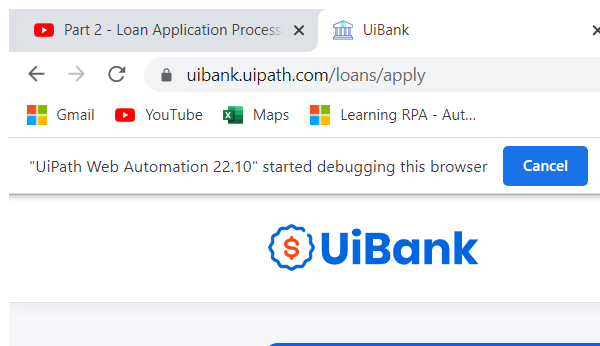 Part 2 - Loan Application Process
UiBank
uibank.uipath.com/loans/apply
Gmail
YouTube
Maps
Learning RPA - Aut...
"UiPath Web Automation 22.10" started debugging this browser
Cancel
UiBank